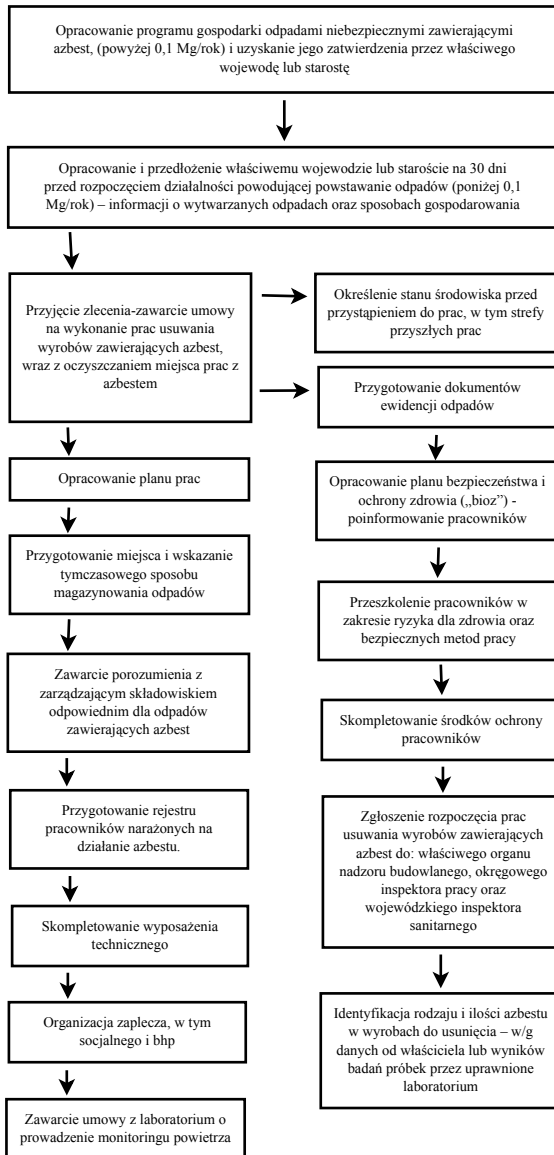 Opracowanie programu gospodarki odpadami niebezpiecznymi zawierającymi
azbest, (powyżej 0,1 Mg/rok) i uzyskanie jego zatwierdzenia przez właściwego
wojewodę lub starostę
Opracowanie i przedłożenie właściwemu wojewodzie lub staroście na 30 dni
przed rozpoczęciem działalności powodującej powstawanie odpadów (poniżej 0,1
Mg/rok) – informacji o wytwarzanych odpadach oraz sposobach gospodarowania
Przyjęcie zlecenia-zawarcie umowy
na wykonanie prac usuwania
wyrobów zawierających azbest,
wraz z oczyszczaniem miejsca prac z
azbestem
Opracowanie planu prac
Przygotowanie miejsca i wskazanie
tymczasowego sposobu
magazynowania odpadów
Zawarcie porozumienia z
zarządzającym składowiskiem
odpowiednim dla odpadów
zawierających azbest
Przygotowanie rejestru
pracowników narażonych na
działanie azbestu.
Skompletowanie wyposażenia
technicznego
Organizacja zaplecza, w tym
socjalnego i bhp
Zawarcie umowy z laboratorium o
prowadzenie monitoringu powietrza
Określenie stanu środowiska przed
przystąpieniem do prac, w tym strefy
przyszłych prac
Przygotowanie dokumentów
ewidencji odpadów
Opracowanie planu bezpieczeństwa i
ochrony zdrowia („bioz”) -
poinformowanie pracowników
Przeszkolenie pracowników w
zakresie ryzyka dla zdrowia oraz
bezpiecznych metod pracy
Skompletowanie środków ochrony
pracowników
Zgłoszenie rozpoczęcia prac
usuwania wyrobów zawierających
azbest do: właściwego organu
nadzoru budowlanego, okręgowego
inspektora pracy oraz
wojewódzkiego inspektora
sanitarnego
Identyfikacja rodzaju i ilości azbestu
w wyrobach do usunięcia – w/g
danych od właściciela lub wyników
badań próbek przez uprawnione
laboratorium